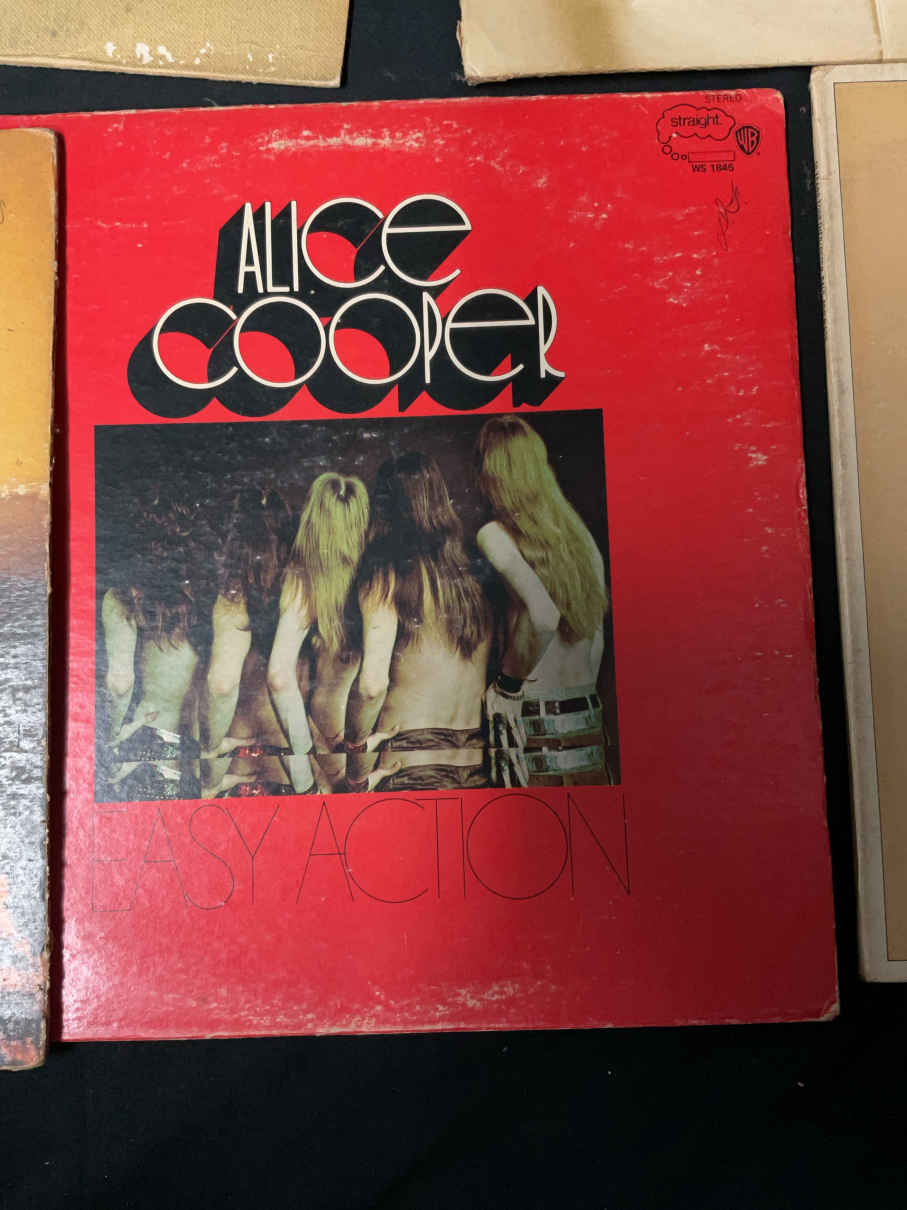 STEREO
straight.
WB
WS 1845
ALICE
COOPER
EASY ACTION